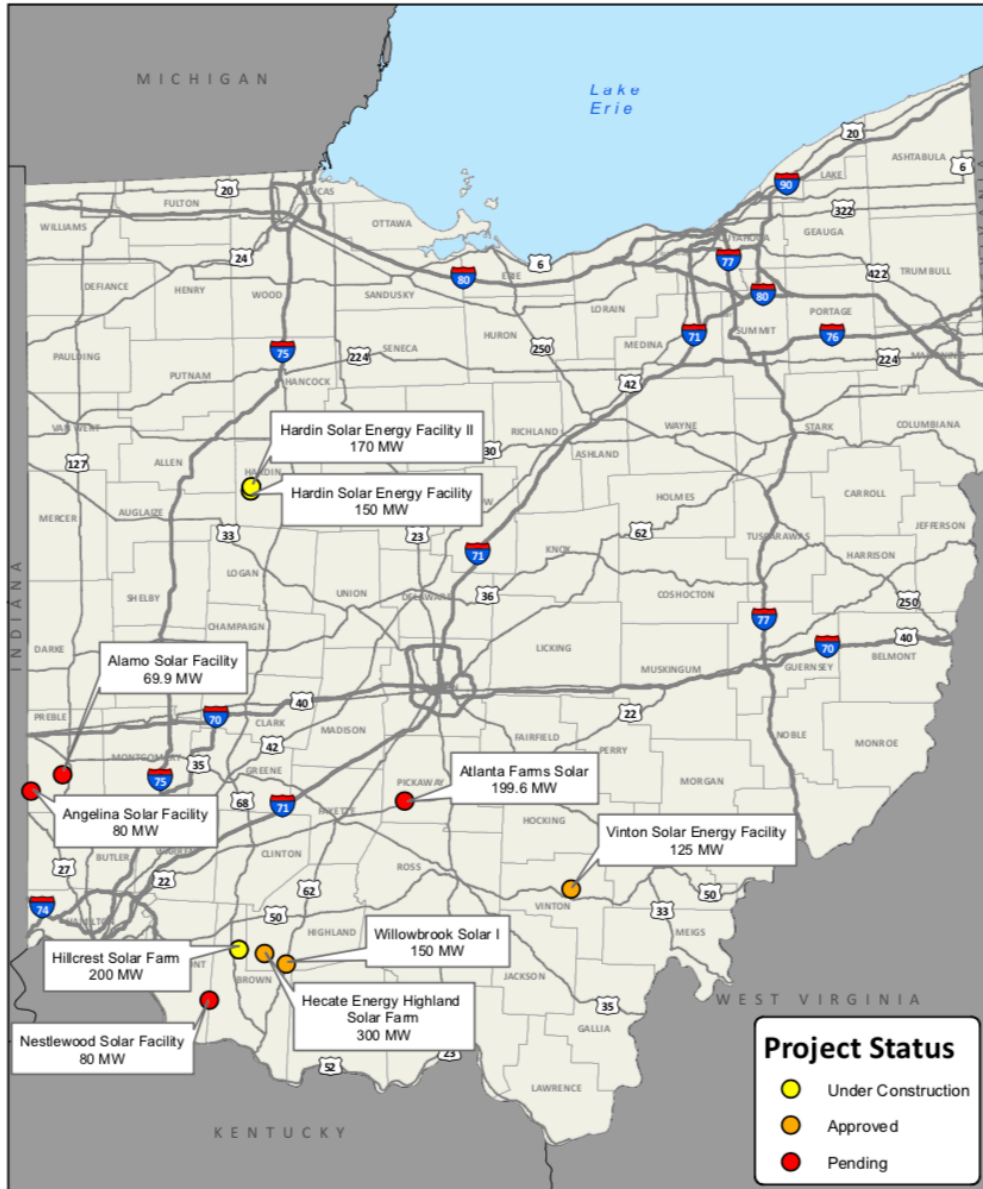 MICHIGAN
Lake
Erie
20
ASHTABULA
6
90
LAKE
20
FULTON
OTTAWA
322
GEAUGA
WILLIAMS
24
6
77
422
TRUMBULL
DEFIANCE
HENRY
WOOD
SANDUSKY
80
ERIE
LORAIN
80
PORTAGE
HURON
MEDINA
71
SUMMIT
76
PAULDING
75
224
SENECA
250
224
PUTNAM
HANCOCK
42
VAN WERT
RICHLAND
WAYNE
STARK
COLUMBIANA
127
ALLEN
Hardin Solar Energy Facility II
170 MW
30
ASHLAND
HARDIN
Hardin Solar Energy Facility
150 MW
HOLMES
CARROLL
MERCER
AUGLAIZE
33
23
71
KNOX
62
TUSCARAWAS
JEFFERSON
HARRISON
LOGAN
UNION
DELAWARE
36
COSHOCTON
250
INDIANA
SHELBY
CHAMPAIGN
77
40
DARKE
LICKING
MUSKINGUM
70
GUERNSEY
BELMONT
Alamo Solar Facility
69.9 MW
PREBLE
70
40
CLARK
MADISON
22
FAIRFIELD
PERRY
NOBLE
MONROE
MONTGOMERY
42
35
GREENE
75
PICKAWAY
Atlanta Farms Solar
199.6 MW
MORGAN
68
71
FAYETTE
Angelina Solar Facility
80 MW
HOCKING
Vinton Solar Energy Facility
125 MW
BUTLER
CLINTON
ROSS
27
22
62
50
74
HAMILTON
50
HIGHLAND
VINTON
33
MEIGS
Willowbrook Solar I
150 MW
Hillcrest Solar Farm
200 MW
BROWN
JACKSON
Hecate Energy Highland
Solar Farm
300 MW
WEST VIRGINIA
35
GALLIA
Nestlewood Solar Facility
80 MW
52
23
LAWRENCE
KENTUCKY
Project Status
Under Construction
Approved
Pending